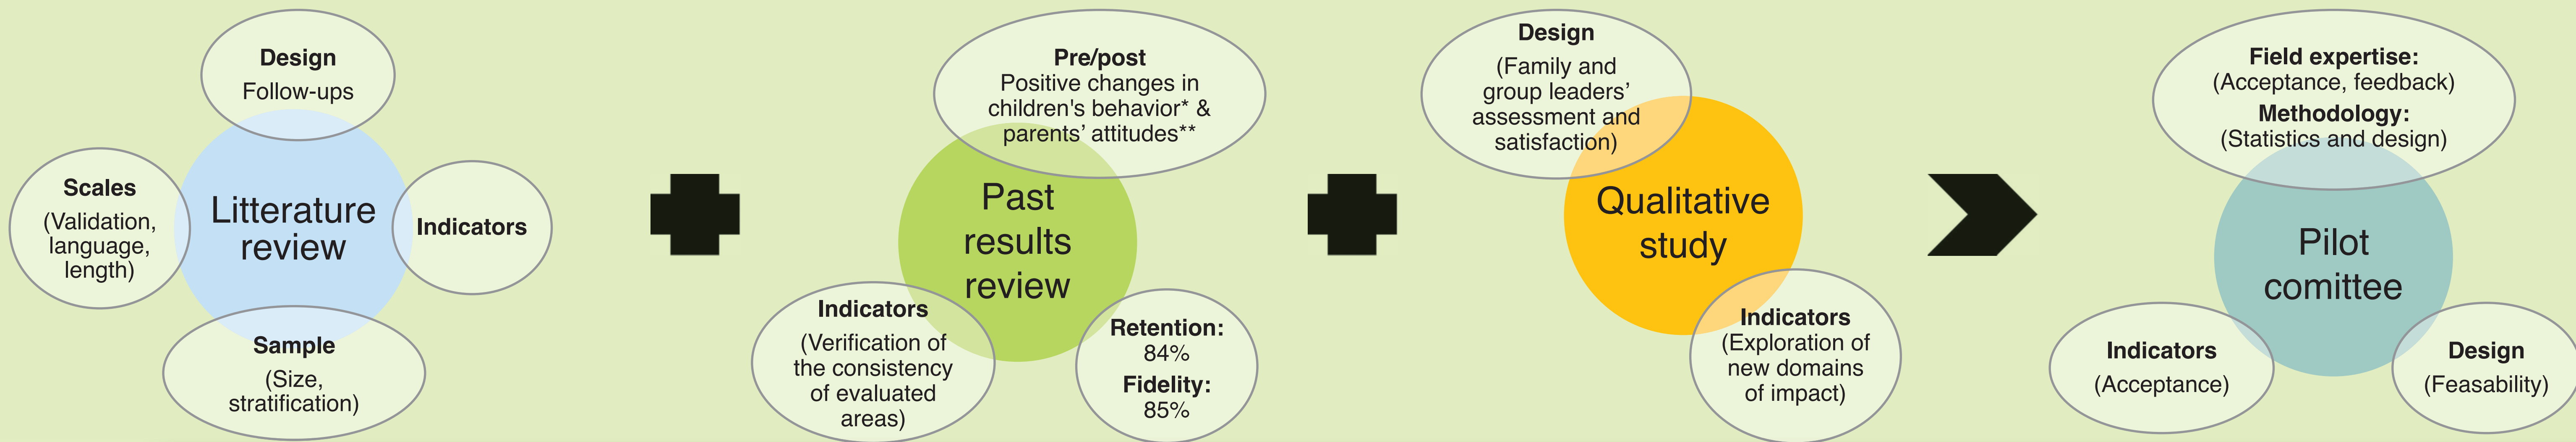 Design
Follow-ups
Scales
(Validation,
language,
length)
Litterature
review
Indicators
Sample
(Size,
stratification)
Pre/post
Positive changes in
children's behavior* &
parents’ attitudes**
Past
results
review
Indicators
(Verification of
the consistency
of evaluated
areas)
Retention:
84%
Fidelity:
85%
Design
(Family and
group leaders’
assessment and
satisfaction)
Qualitative
study
Indicators
(Exploration of
new domains
of impact)
Field expertise:
(Acceptance, feedback)
Methodology:
(Statistics and design)
Pilot
comittee
Indicators
(Acceptance)
Design
(Feasability)